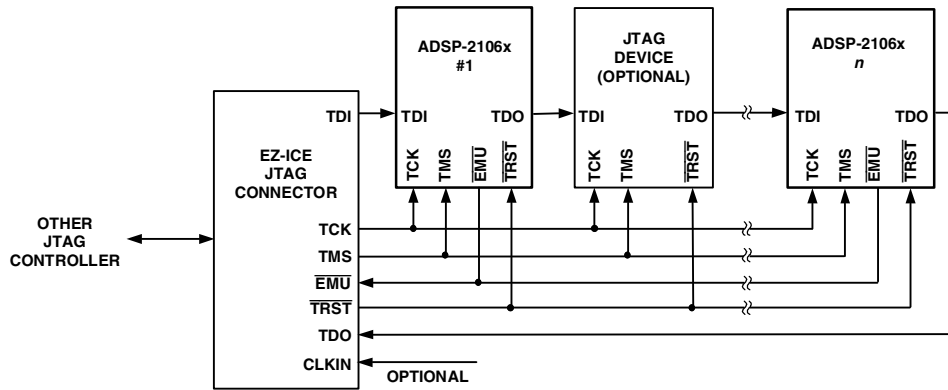 ADSP-2106x
#1
JTAG
DEVICE
(OPTIONAL)
ADSP-2106x
n
TDI
TDI
TDO
TDI
TDO
TDI
TDO
TCK
TMS
EMU
TRST
TCK
TMS
TRST
TCK
TMS
EMU
TRST
EZ-ICE
JTAG
CONNECTOR
OTHER
JTAG
CONTROLLER
TCK
TMS
EMU
TRST
TDO
CLKIN
OPTIONAL